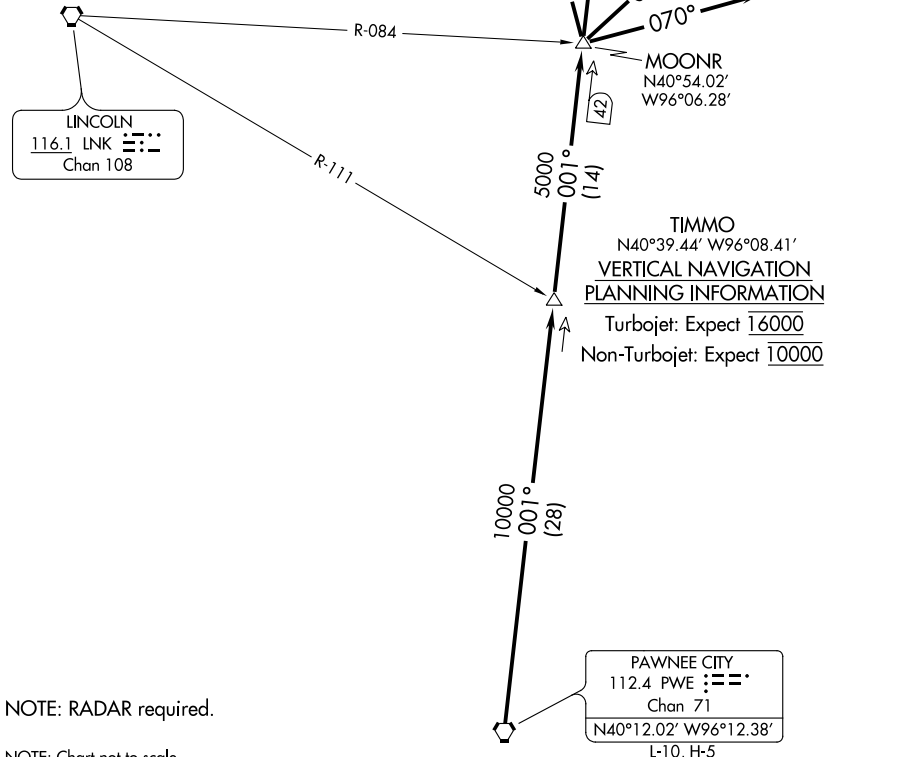 070°
R-084
MOONR
N40°54.02'
W96°06.28'
42
LINCOLN
116.1 LNK
Chan 108
R-111
5000
001°
(14)
TIMMO
N40°39.44' W96°08.41'
VERTICAL NAVIGATION
PLANNING INFORMATION
Turbojet: Expect 16000
Non-Turbojet: Expect 10000
10000
001°
(28)
PAWNEE CITY
112.4 PWE
Chan 71
N40°12.02' W96°12.38'
L-10, H-5
NOTE: RADAR required.
NOTE: Chart not to scale